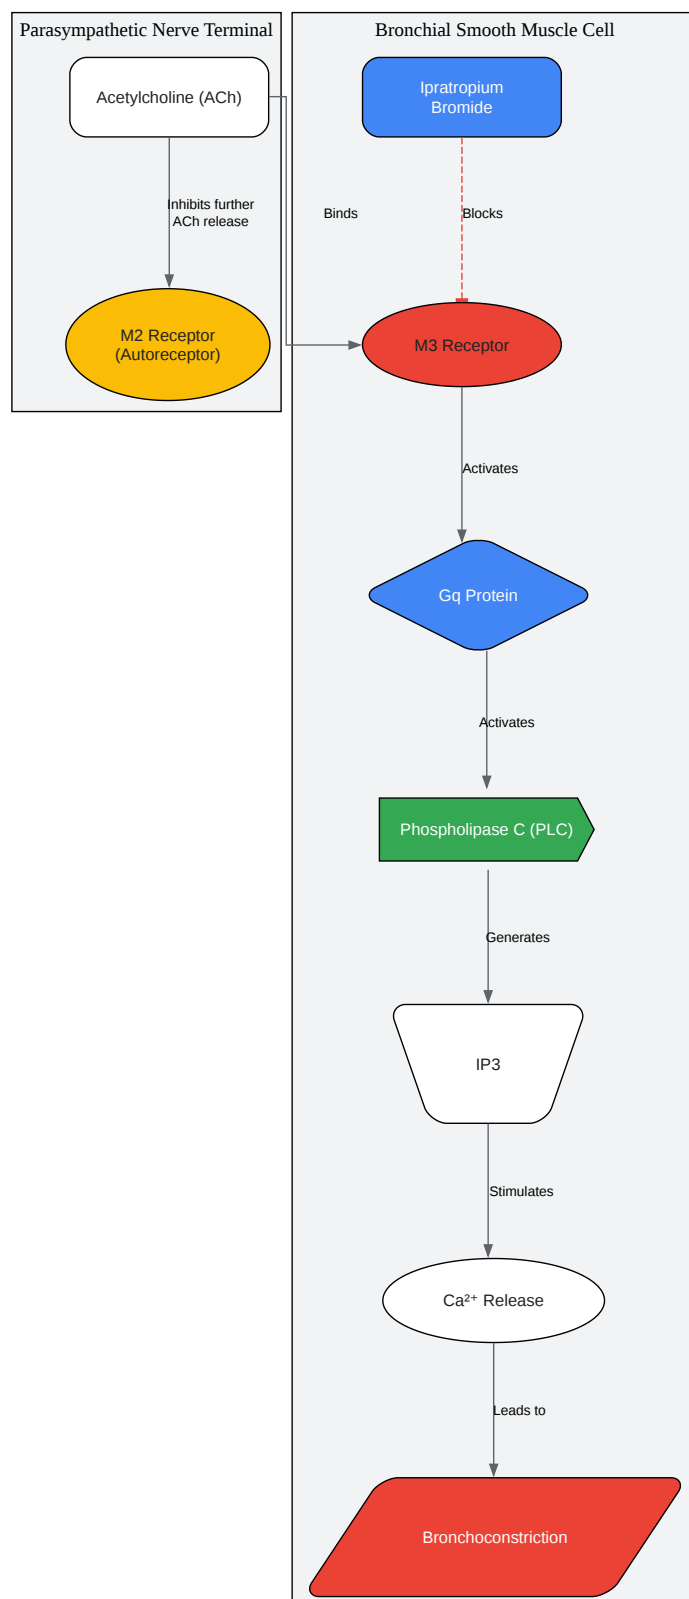 Parasympathetic Nerve Terminal
Bronchial Smooth Muscle Cell
Acetylcholine (ACh)
Ipratropium
Bromide
Inhibits further
ACh release
Binds
Blocks
M2 Receptor
(Autoreceptor)
M3 Receptor
Activates
Gq Protein
Activates
Phospholipase C (PLC)
Generates
IP3
Stimulates
Ca²⁺ Release
Leads to
Bronchoconstriction